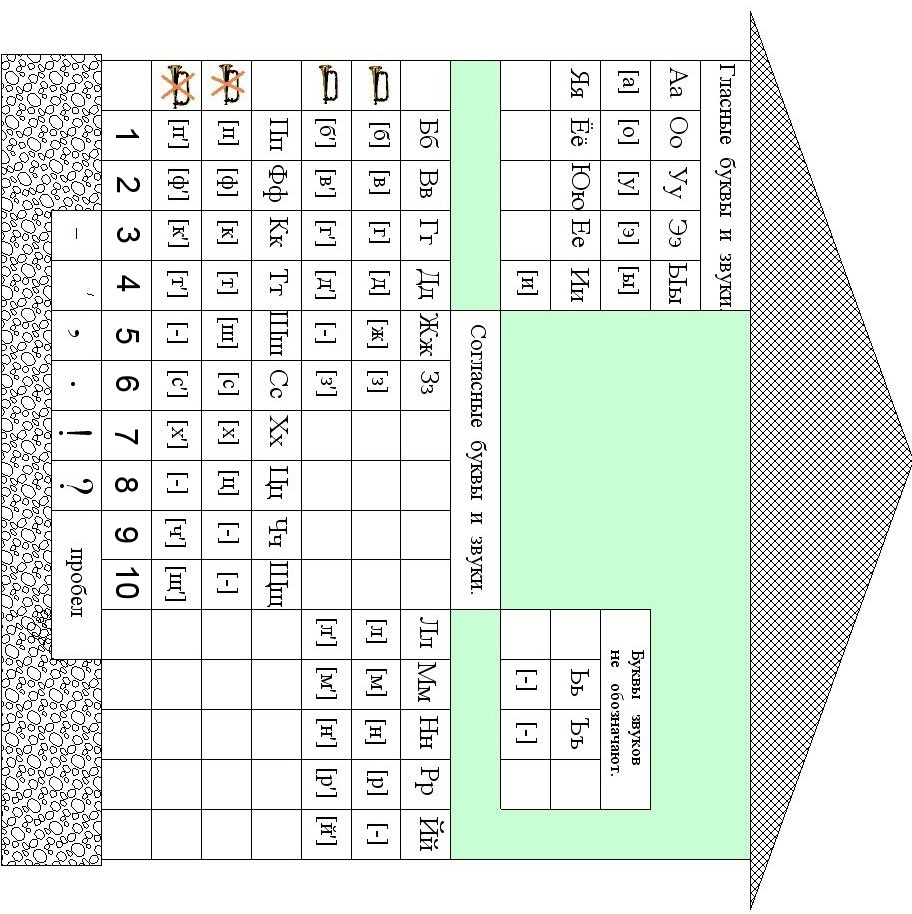 Гласные буквы и звуки.
Аа Оо Уу Ээ Ыы
[а] [о] [у] [э] [ы]
Буквы звуков
не обозначают.
Яя Ёё Юю Ее Ии Ьь Ъъ
[и] [-] [-]
Согласные буквы и звуки.
Бб Вв Гг Дд Жж Зз Лл Мм Нн Рр Йй
[б] [в] [г] [д] [ж] [з] [л] [м] [н] [р] [-]
[б'] [в'] [г'] [д'] [-] [з'] [л'] [м'] [н'] [р'] [й']
Пп Фф Кк Тт Шш Сс Хх Цц Чч Щщ
[п] [ф] [к] [т] [ш] [с] [х] [ц] [-] [-]
[п'] [ф'] [к'] [т'] [-] [с'] [х'] [-] [ч'] [щ']
1 2 3 4 5 6 7 8 9 10
– ′ , . ! ? пробел